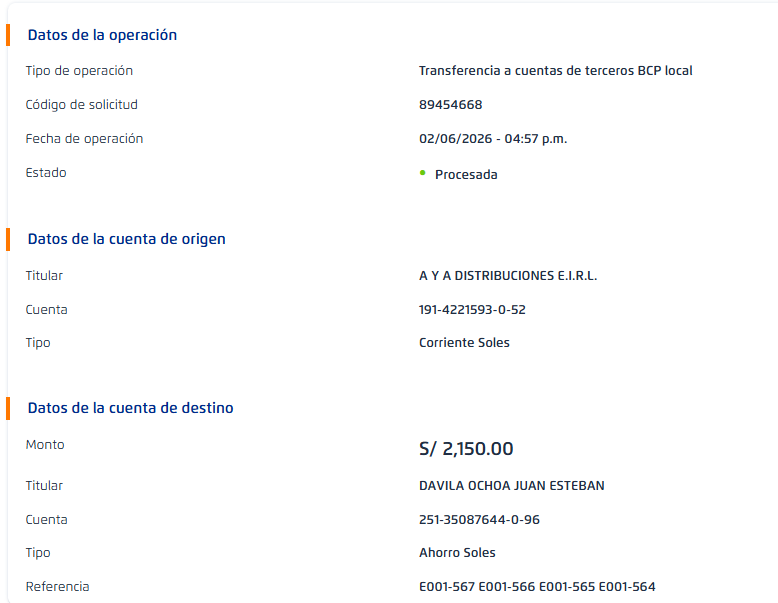 Datos de la operación
Tipo de operación Transferencia a cuentas de terceros BCP local
Código de solicitud 89454668
Fecha de operación 02/06/2026 - 04:57 p.m.
Estado Procesada
Datos de la cuenta de origen
Titular A Y A DISTRIBUCIONES E.I.R.L.
Cuenta 191-4221593-0-52
Tipo Corriente Soles
Datos de la cuenta de destino
Monto S/ 2,150.00
Titular DAVILA OCHOA JUAN ESTEBAN
Cuenta 251-35087644-0-96
Tipo Ahorro Soles
Referencia E001-567 E001-566 E001-565 E001-564